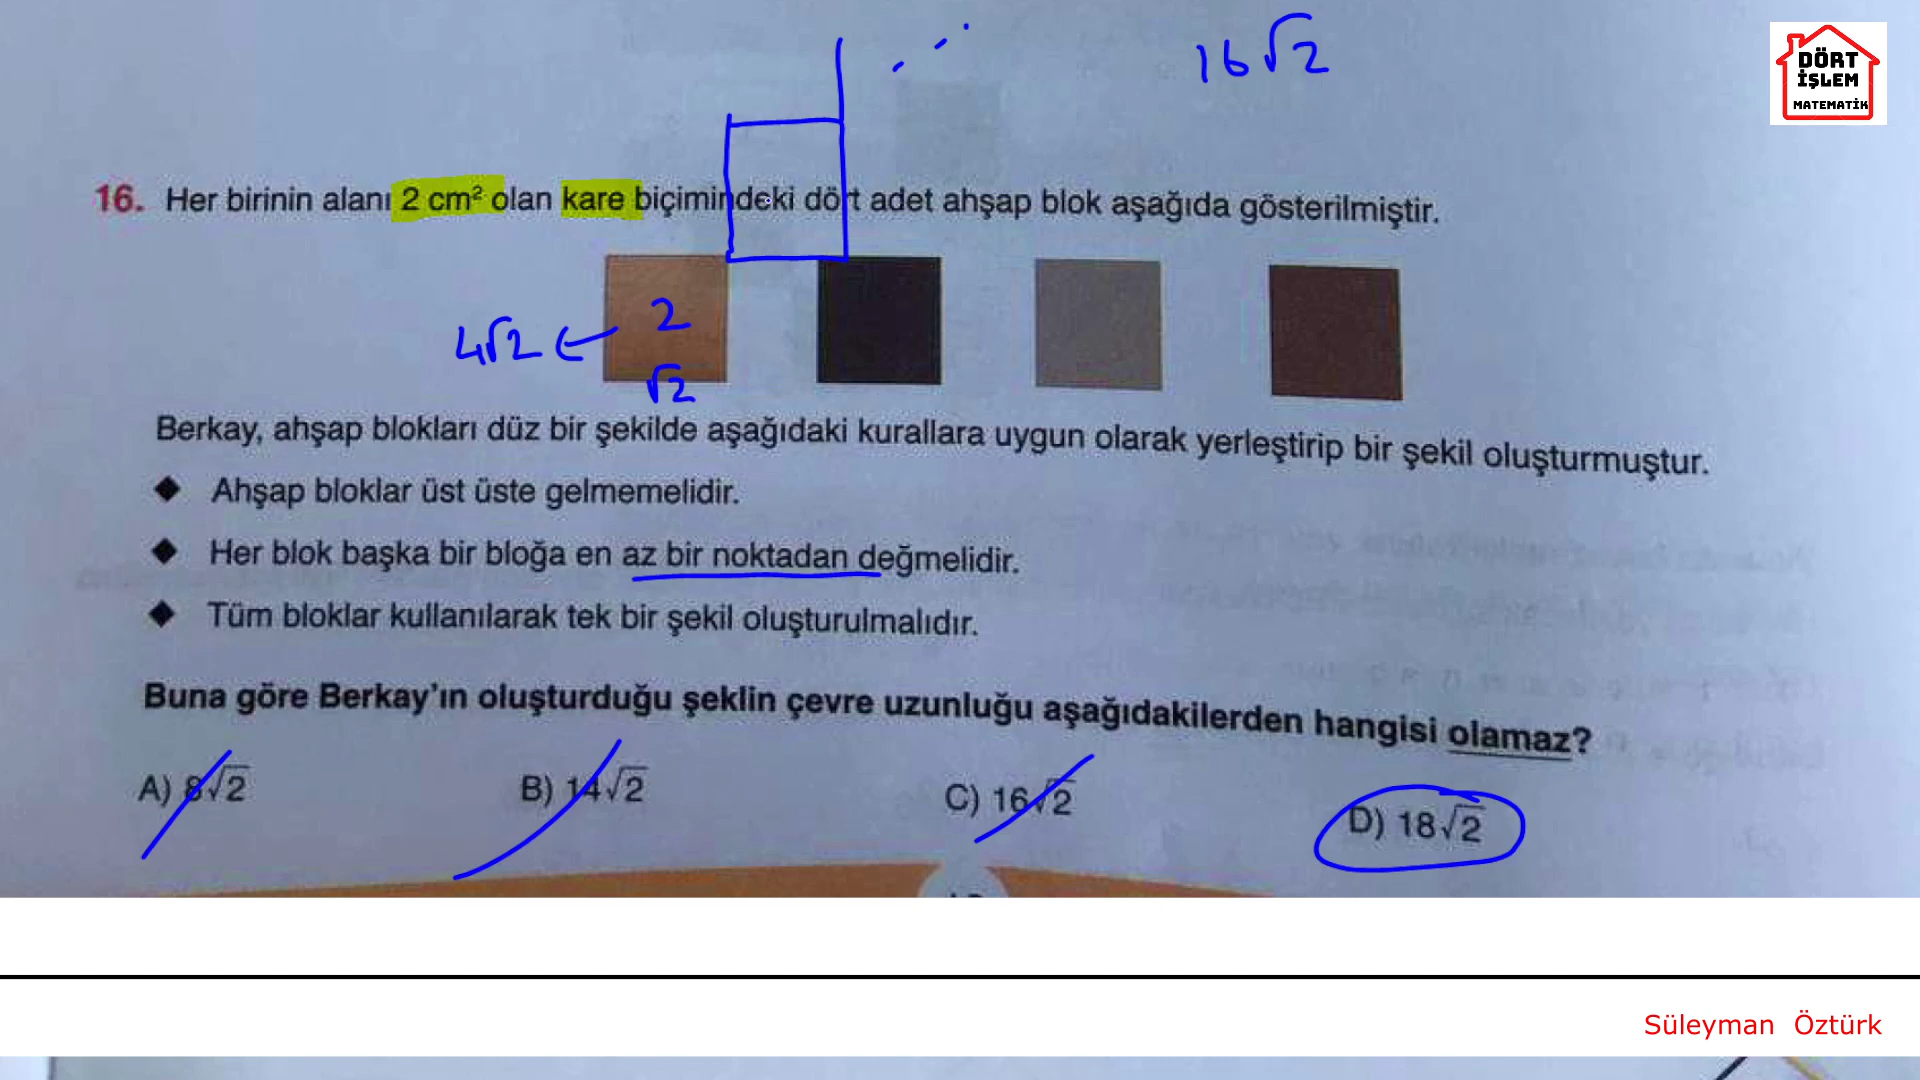 16√2
DÖRT
İŞLEM
MATEMATİK
16. Her birinin alanı 2 cm² olan kare biçimindeki dört adet ahşap blok aşağıda gösterilmiştir.
4√2 ← 2
√2
Berkay, ahşap blokları düz bir şekilde aşağıdaki kurallara uygun olarak yerleştirip bir şekil oluşturmuştur.
◆ Ahşap bloklar üst üste gelmemelidir.
◆ Her blok başka bir bloğa en az bir noktadan değmelidir.
◆ Tüm bloklar kullanılarak tek bir şekil oluşturulmalıdır.
Buna göre Berkay'ın oluşturduğu şeklin çevre uzunluğu aşağıdakilerden hangisi olamaz?
A) 8√2 B) 14√2 C) 16√2 D) 18√2
Süleyman Öztürk